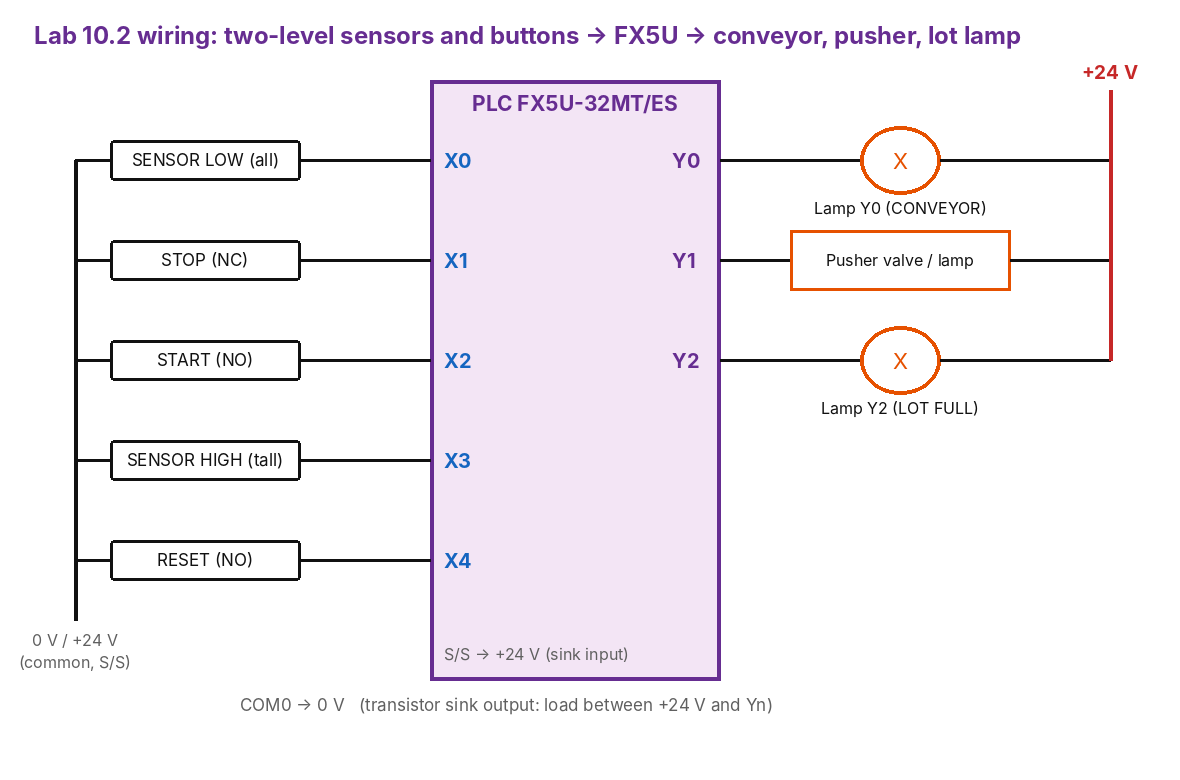 Lab 10.2 wiring: two-level sensors and buttons → FX5U → conveyor, pusher, lot lamp
+24 V
PLC FX5U-32MT/ES
SENSOR LOW (all)
X0
Y0
X
Lamp Y0 (CONVEYOR)
STOP (NC)
X1
Y1
Pusher valve / lamp
START (NO)
X2
Y2
X
Lamp Y2 (LOT FULL)
SENSOR HIGH (tall)
X3
RESET (NO)
X4
0 V / +24 V
(common, S/S)
S/S → +24 V (sink input)
COM0 → 0 V (transistor sink output: load between +24 V and Yn)